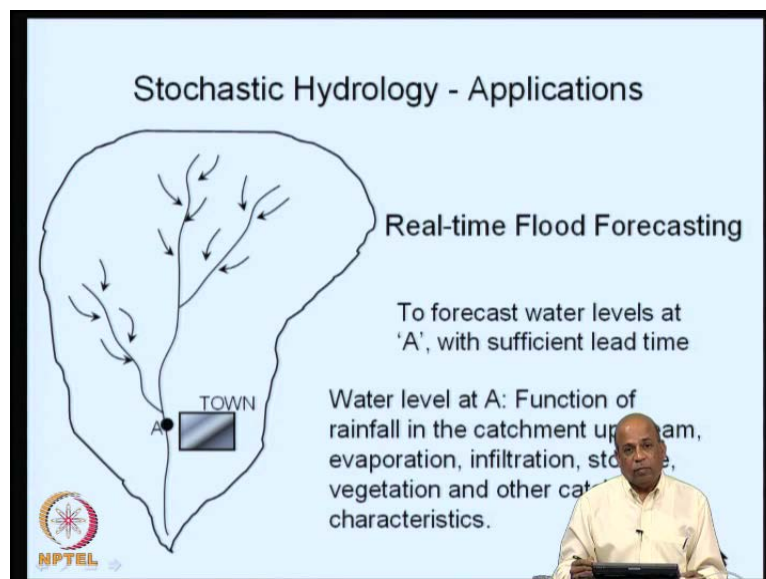 Stochastic Hydrology - Applications
Real-time Flood Forecasting
To forecast water levels at
'A', with sufficient lead time
TOWN
A
Water level at A: Function of
rainfall in the catchment
evaporation, infiltration,
vegetation and other
characteristics.
NPTEL